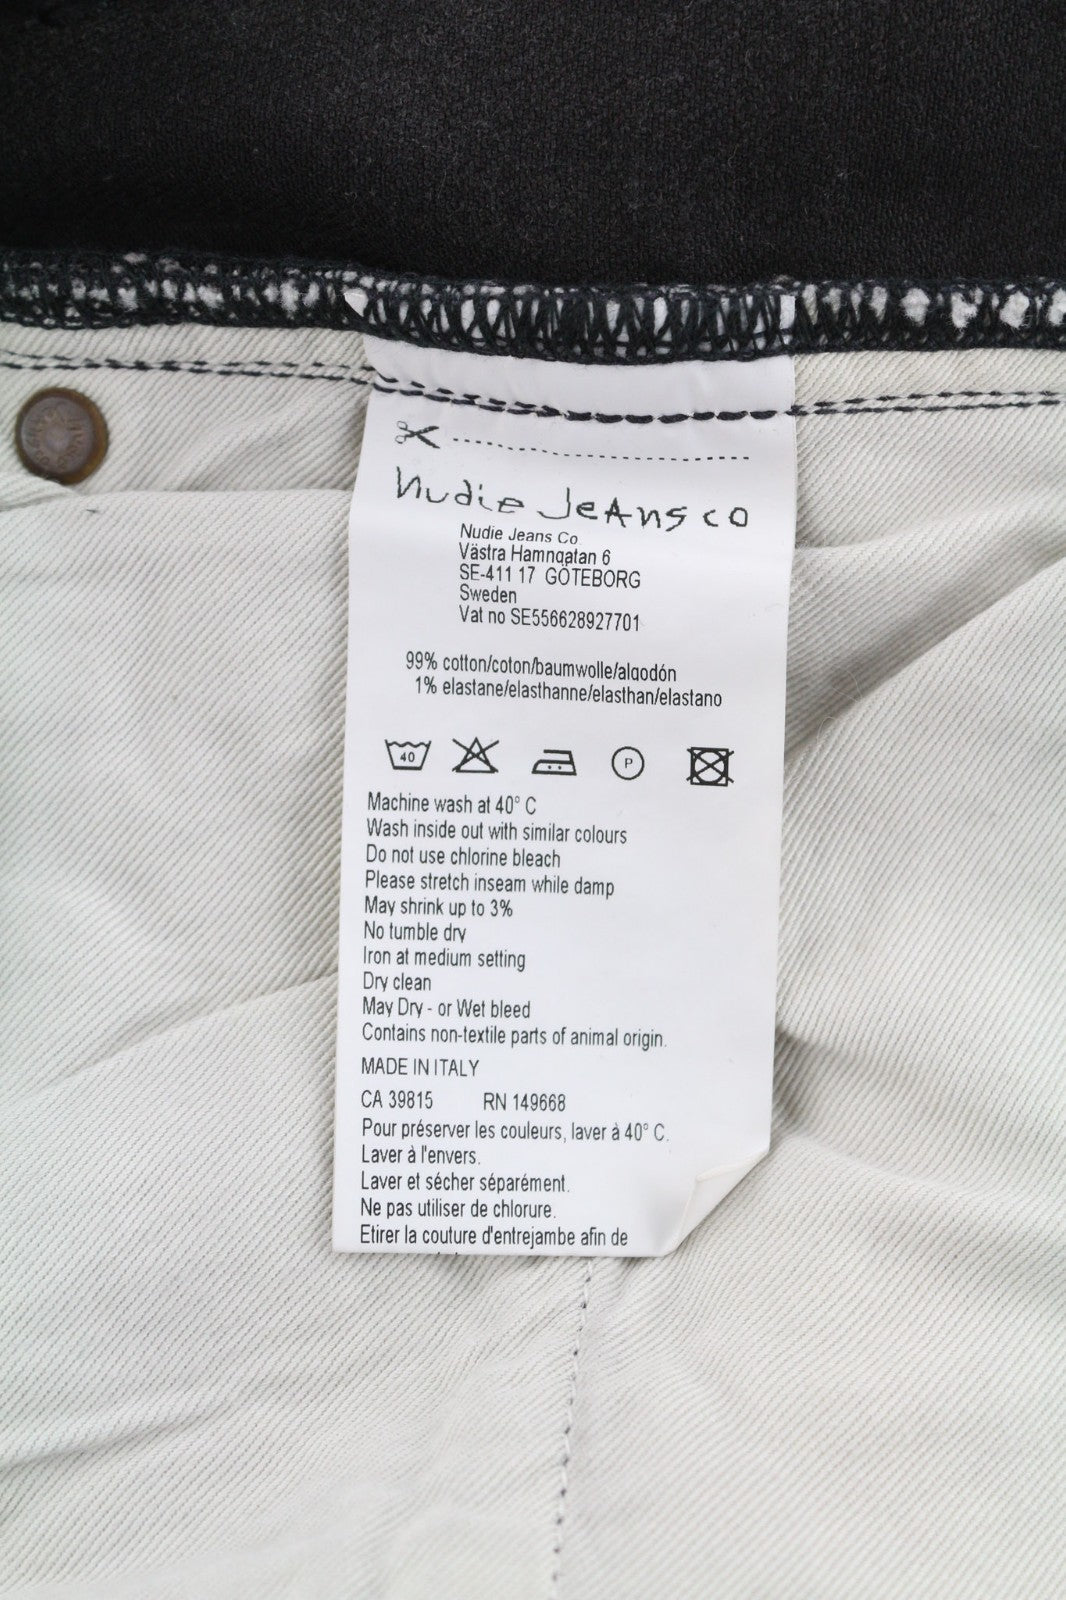 nudie Jeans co
Nudie Jeans Co
Västra Hamngatan 6
SE-411 17 GÖTEBORG
Sweden
Vat no SE556628927701
99% cotton/coton/baumwolle/algodón
1% elastane/elasthanne/elasthan/elastano
40 P
Machine wash at 40° C
Wash inside out with similar colours
Do not use chlorine bleach
Please stretch inseam while damp
May shrink up to 3%
No tumble dry
Iron at medium setting
Dry clean
May Dry - or Wet bleed
Contains non-textile parts of animal origin.
MADE IN ITALY
CA 39815 RN 149668
Pour préserver les couleurs, laver à 40° C.
Laver à l'envers.
Laver et sécher séparément.
Ne pas utiliser de chlorure.
Etirer la couture d'entrejambe afin de